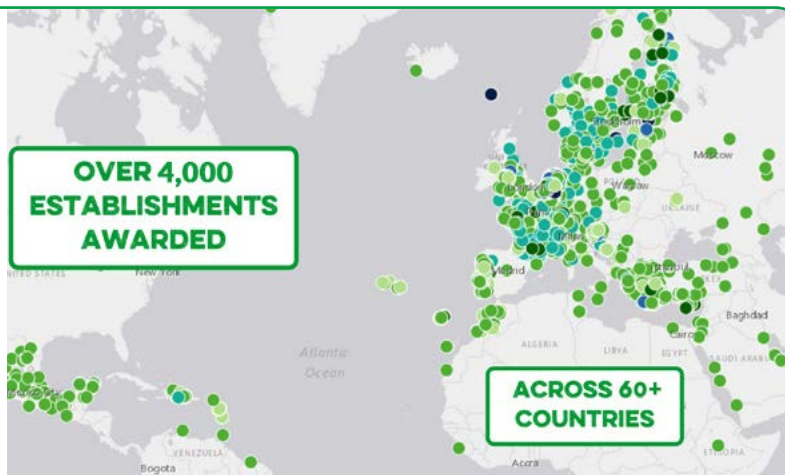 Moscow
OVER 4,000
ESTABLISHMENTS
AWARDED
London
Warsaw
UKRAINE
UNITED STATES
New York
Madrid
Istanbul
Baghdad
Cairo
Atlantic
Ocean
ALGERIA
LIBYA
EGYPT
SAUDI ARABIA
ACROSS 60+
COUNTRIES
VENEZUELA
Bogota
Accra
ETHIOPIA